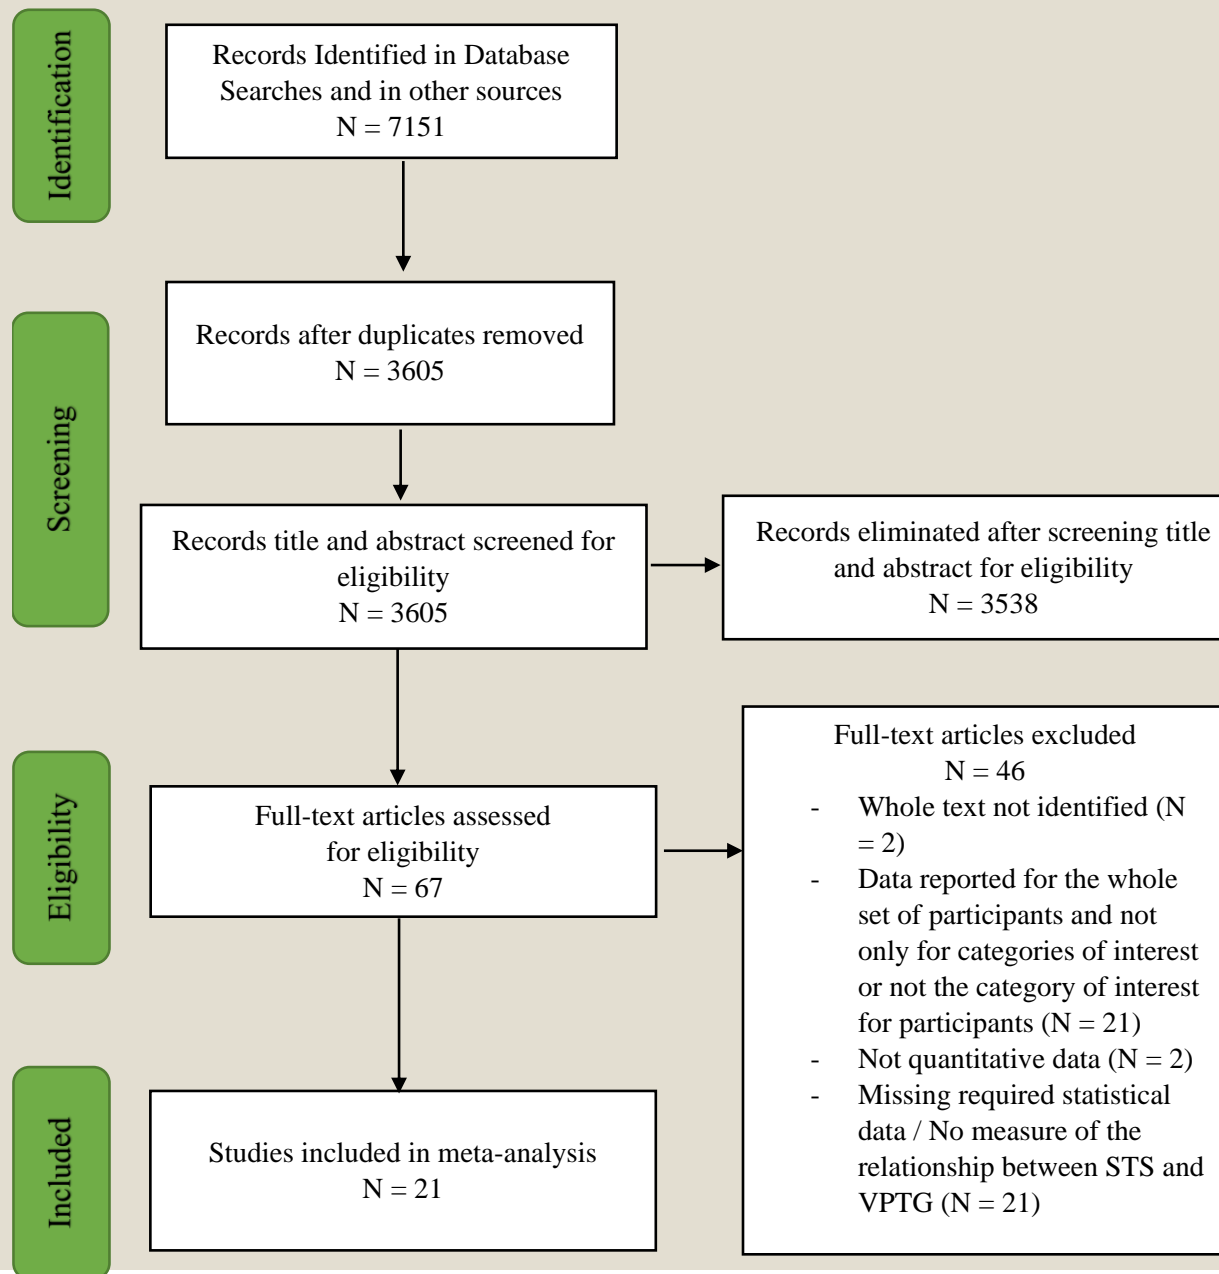 Identification
Records Identified in Database
Searches and in other sources
N = 7151
Screening
Records after duplicates removed
N = 3605
Records title and abstract screened for
eligibility
N = 3605
Records eliminated after screening title
and abstract for eligibility
N = 3538
Eligibility
Full-text articles assessed
for eligibility
N = 67
Full-text articles excluded
N = 46
- Whole text not identified (N
= 2)
- Data reported for the whole
set of participants and not
only for categories of interest
or not the category of interest
for participants (N = 21)
- Not quantitative data (N = 2)
- Missing required statistical
data / No measure of the
relationship between STS and
VPTG (N = 21)
Included
Studies included in meta-analysis
N = 21